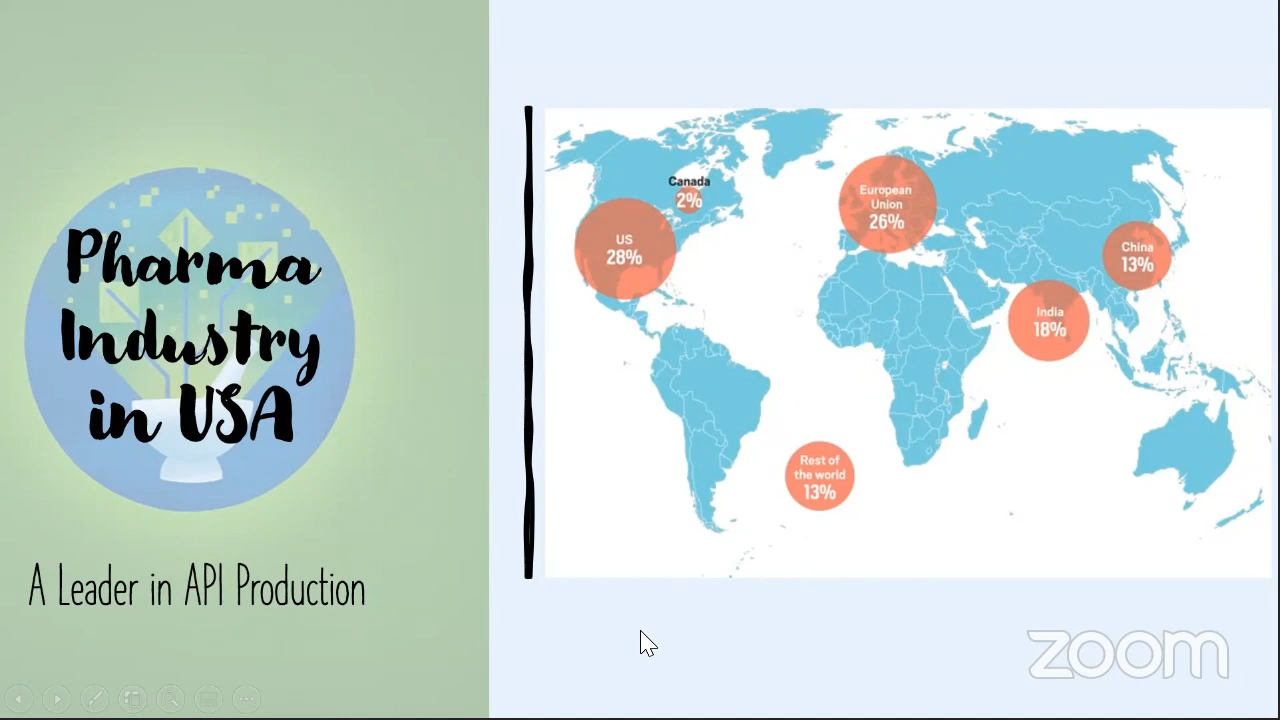 Pharma
Industry
in USA
A Leader in API Production
Canada
2%
US
28%
European
Union
26%
China
13%
India
18%
Rest of
the world
13%
zoom